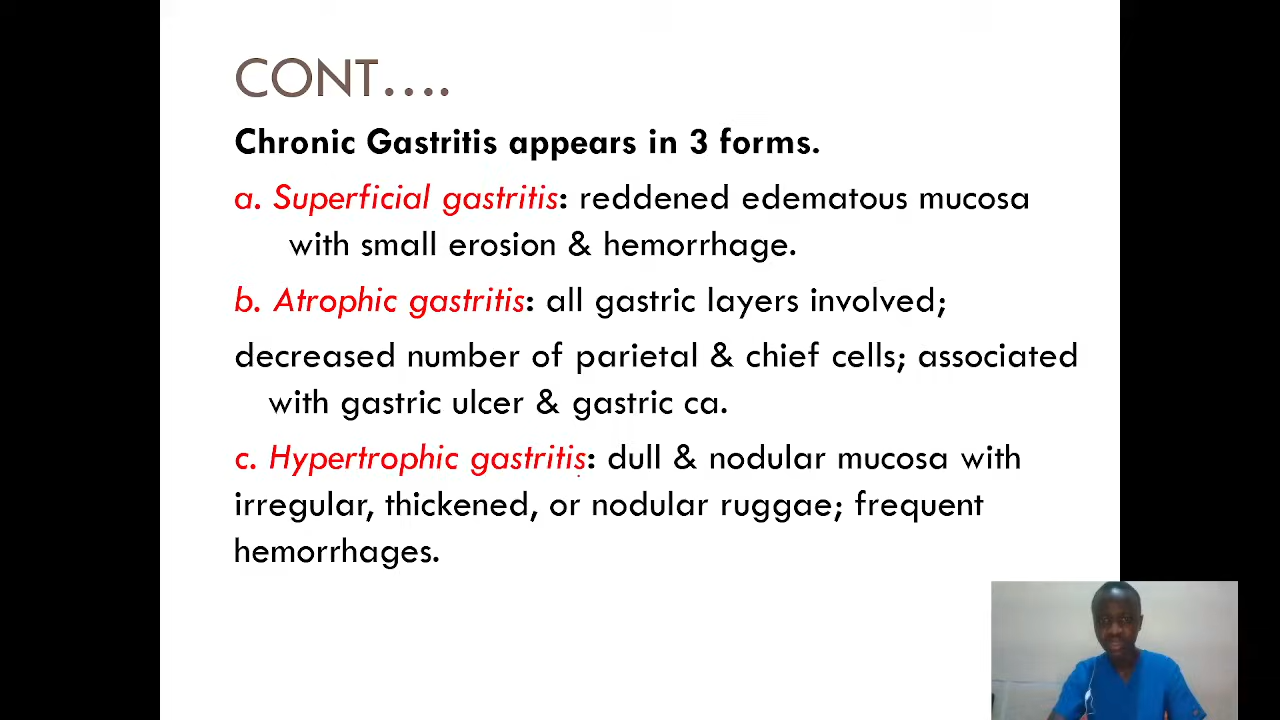 CONT….
Chronic Gastritis appears in 3 forms.
a. Superficial gastritis: reddened edematous mucosa
with small erosion & hemorrhage.
b. Atrophic gastritis: all gastric layers involved;
decreased number of parietal & chief cells; associated
with gastric ulcer & gastric ca.
c. Hypertrophic gastritis: dull & nodular mucosa with
irregular, thickened, or nodular ruggae; frequent
hemorrhages.